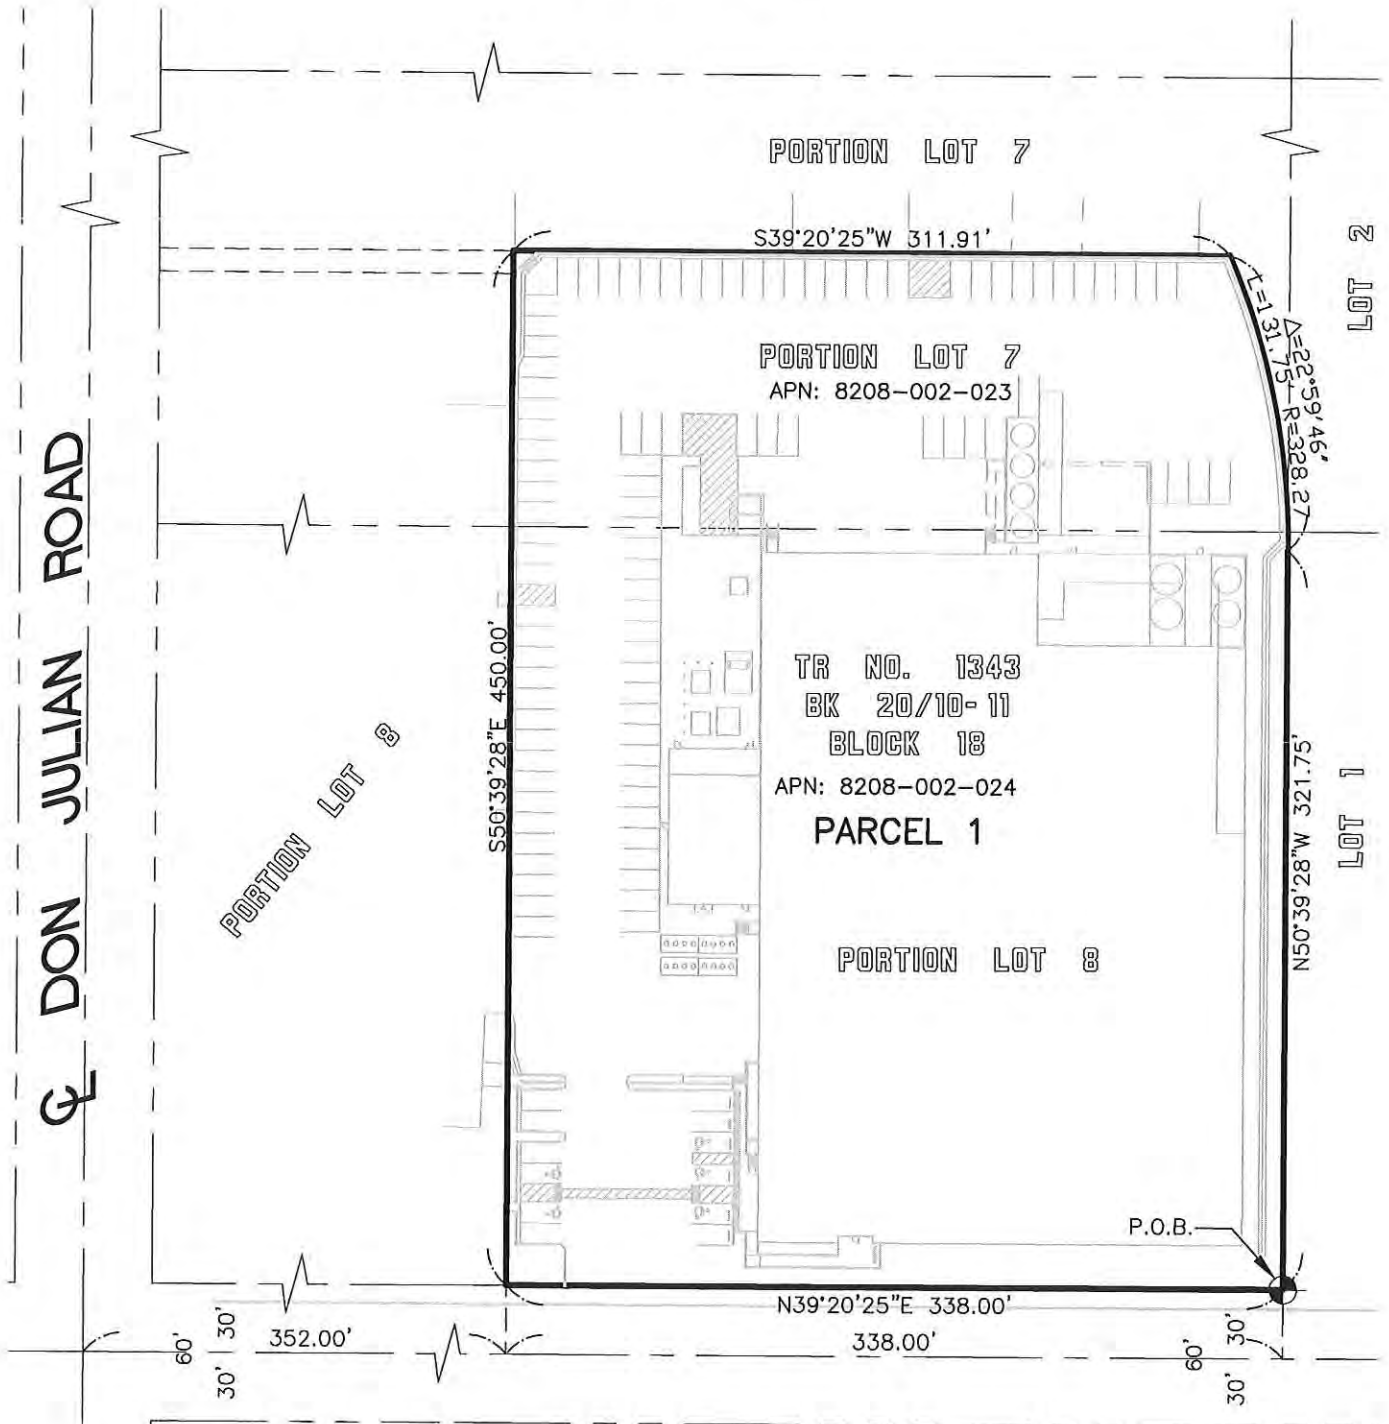 PORTION LOT 7
S39°20'25"W 311.91'
LOT 2
L=131.75'
R=328.27
Δ=22°59'46"
PORTION LOT 7
APN: 8208-002-023
℄ DON JULIAN ROAD
PORTION LOT 8
S50°39'28"E 450.00'
TR NO. 1343
BK 20/10-11
BLOCK 18
APN: 8208-002-024
PARCEL 1
PORTION LOT 8
N50°39'28"W 321.75'
LOT 1
P.O.B.
N39°20'25"E 338.00'
60'
30'
30'
352.00'
338.00'
60'
30'
30'